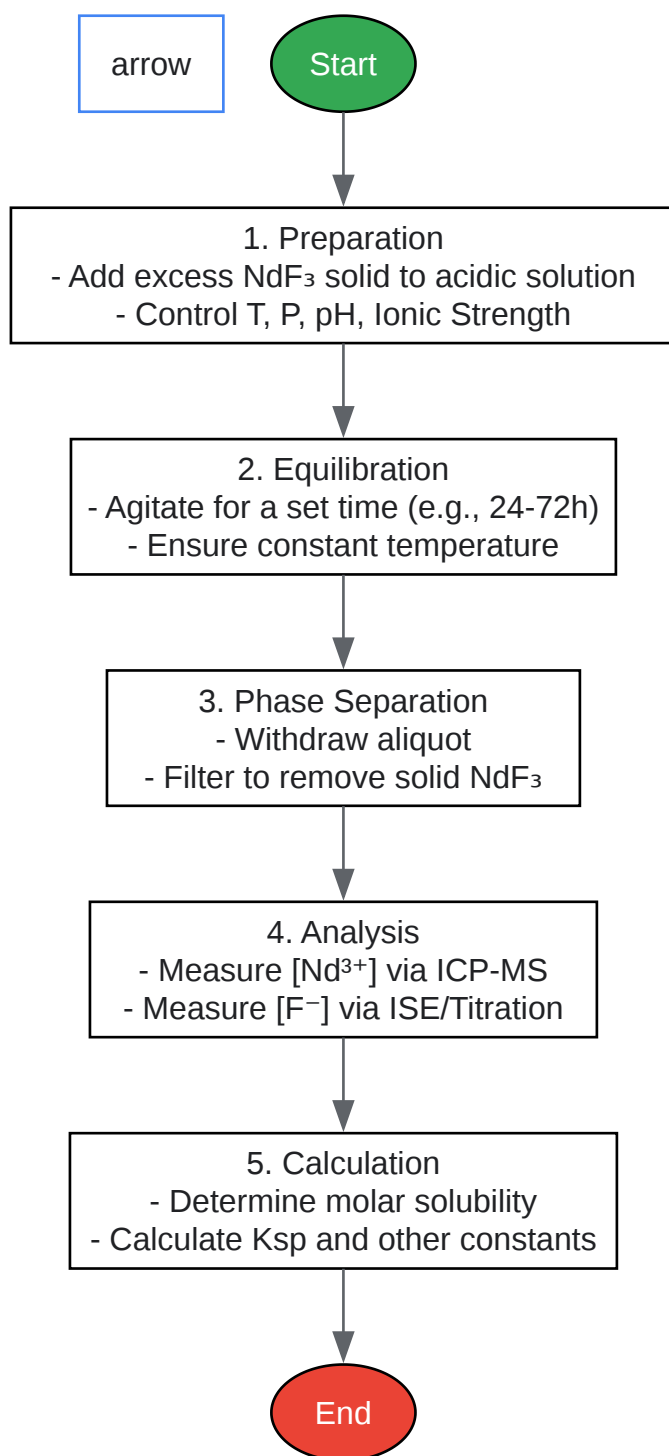 arrow
Start
1. Preparation
- Add excess NdF₃ solid to acidic solution
- Control T, P, pH, Ionic Strength
2. Equilibration
- Agitate for a set time (e.g., 24-72h)
- Ensure constant temperature
3. Phase Separation
- Withdraw aliquot
- Filter to remove solid NdF₃
4. Analysis
- Measure [Nd³⁺] via ICP-MS
- Measure [F⁻] via ISE/Titration
5. Calculation
- Determine molar solubility
- Calculate Ksp and other constants
End